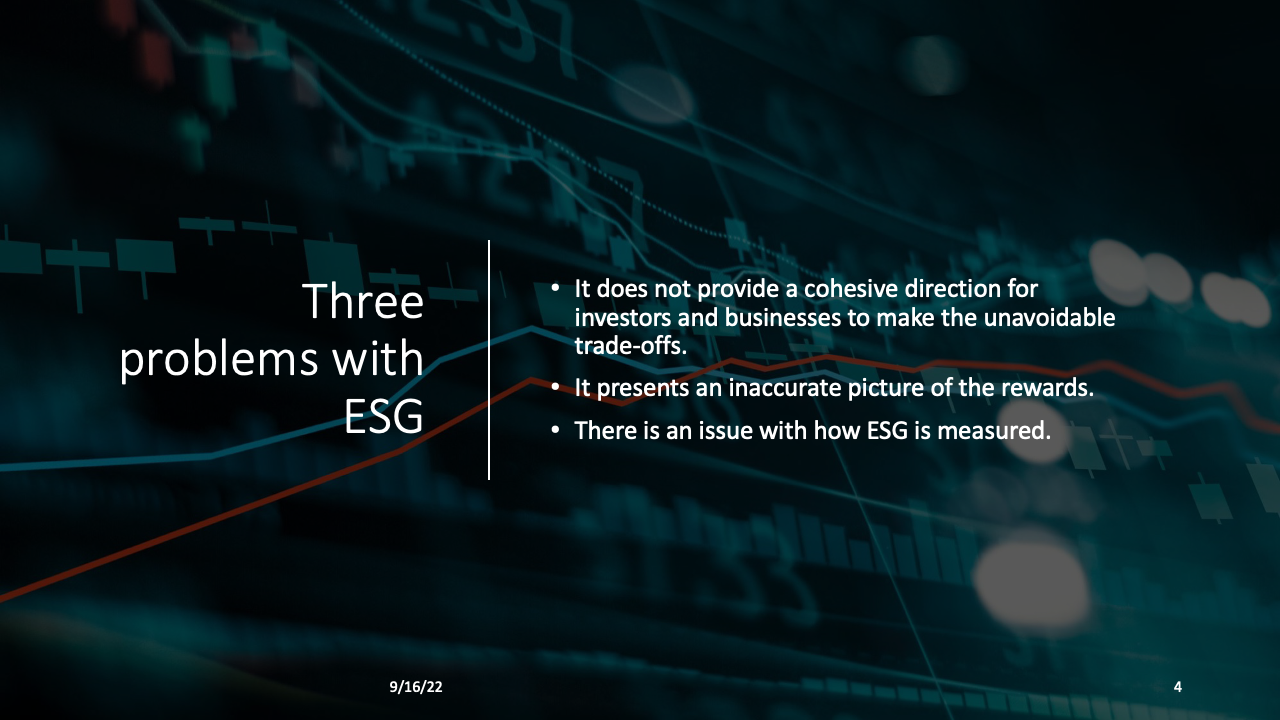 Three
problems with
ESG
• It does not provide a cohesive direction for
investors and businesses to make the unavoidable
trade-offs.
• It presents an inaccurate picture of the rewards.
• There is an issue with how ESG is measured.
9/16/22
4